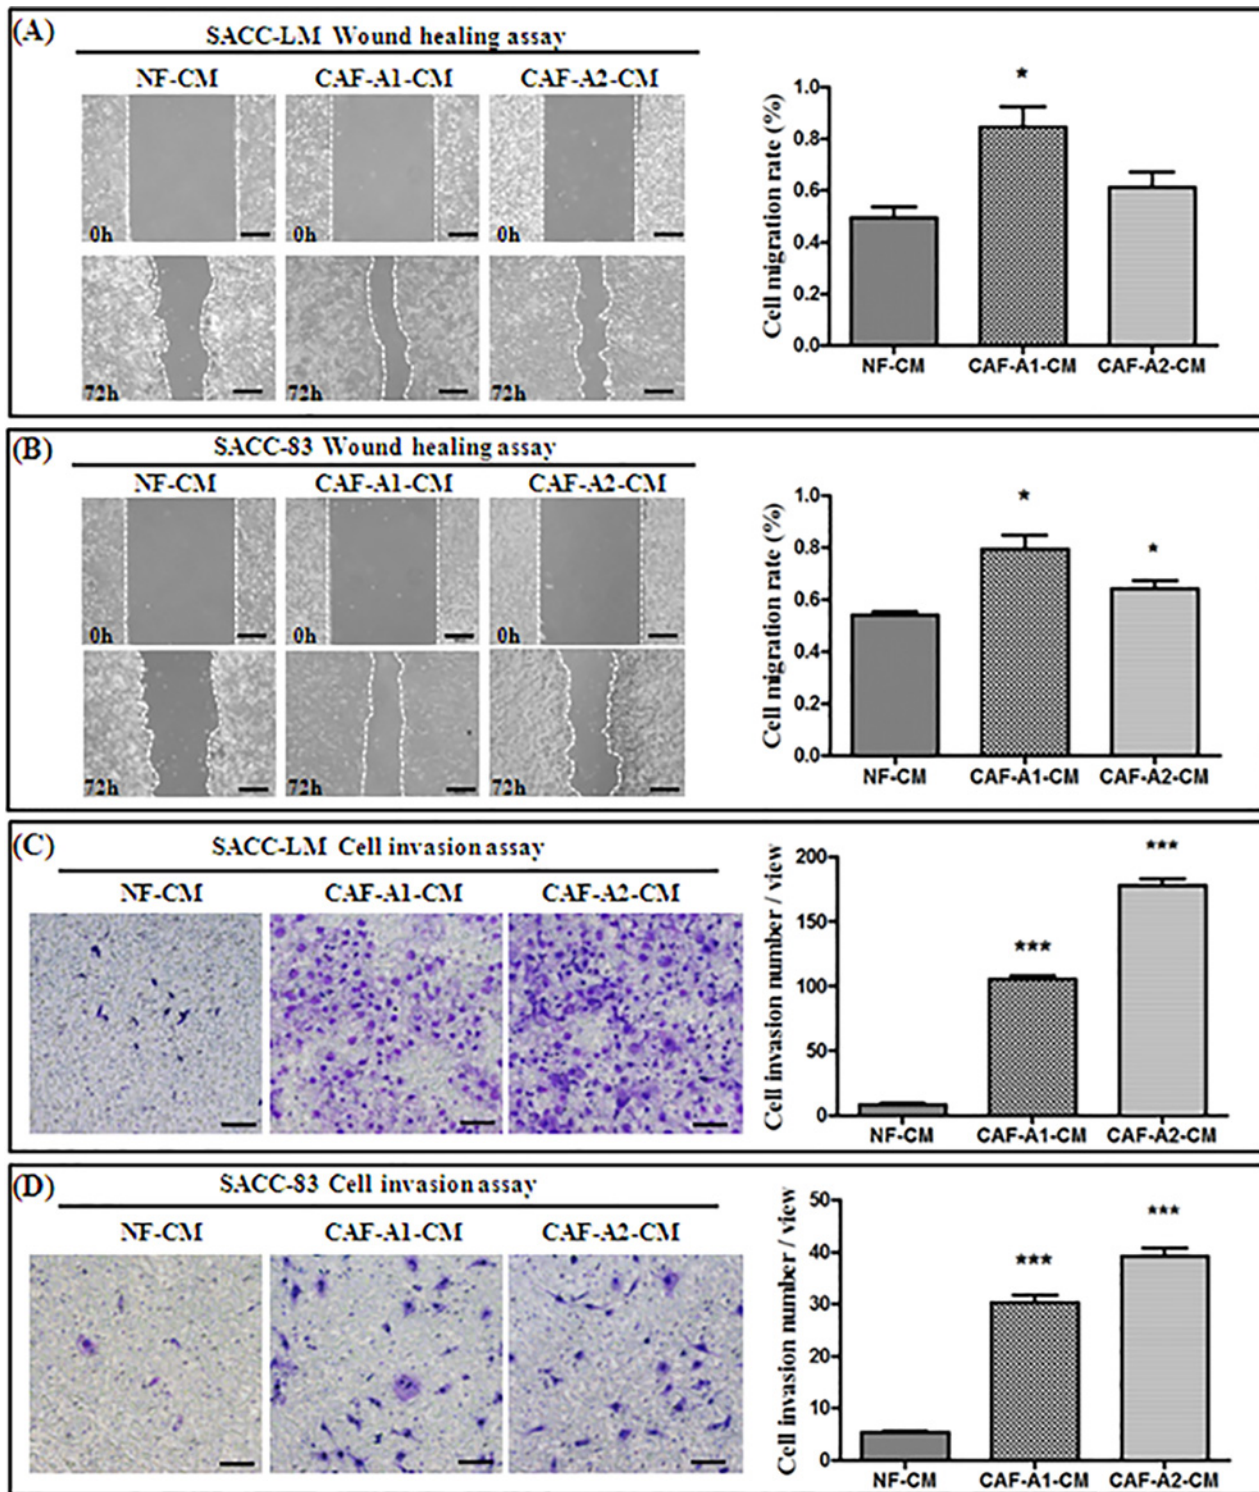 (A)
SACC-LM Wound healing assay
NF-CM CAF-A1-CM CAF-A2-CM
0h 0h 0h
72h 72h 72h
Cell migration rate (%)
1.0
0.8
0.6
0.4
0.2
0.0
*
NF-CM CAF-A1-CM CAF-A2-CM
(B)
SACC-83 Wound healing assay
NF-CM CAF-A1-CM CAF-A2-CM
0h 0h 0h
72h 72h 72h
Cell migration rate (%)
1.0
0.8
0.6
0.4
0.2
0.0
* *
NF-CM CAF-A1-CM CAF-A2-CM
(C)
SACC-LM Cell invasion assay
NF-CM CAF-A1-CM CAF-A2-CM
Cell invasion number / view
200
150
100
50
0
*** ***
NF-CM CAF-A1-CM CAF-A2-CM
(D)
SACC-83 Cell invasion assay
NF-CM CAF-A1-CM CAF-A2-CM
Cell invasion number / view
50
40
30
20
10
0
*** ***
NF-CM CAF-A1-CM CAF-A2-CM